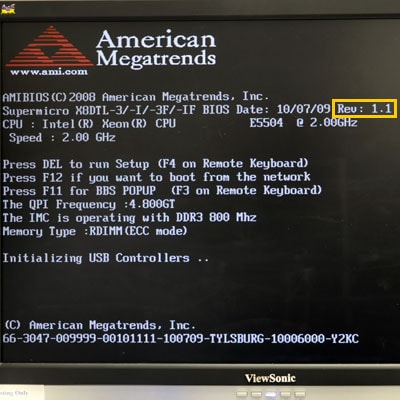 American
Megatrends
www.ami.com
AMIBIOS(C)2008 American Megatrends, Inc.
Supermicro X8DTL-3/-I/-3F/-IF BIOS Date: 10/07/09 Rev: 1.1
CPU : Intel(R) Xeon(R) CPU E5504 @ 2.00GHz
Speed : 2.00 GHz
Press DEL to run Setup (F4 on Remote Keyboard)
Press F12 if you want to boot from the network
Press F11 for BBS POPUP (F3 on Remote Keyboard)
The QPI Frequency :4.800GT
The IMC is operating with DDR3 800 Mhz
Memory Type :RDIMM(ECC mode)
Initializing USB Controllers ..
(C) American Megatrends, Inc.
66-3047-009999-00101111-100709-TYLSBURG-10006000-Y2KC
ViewSonic
Only